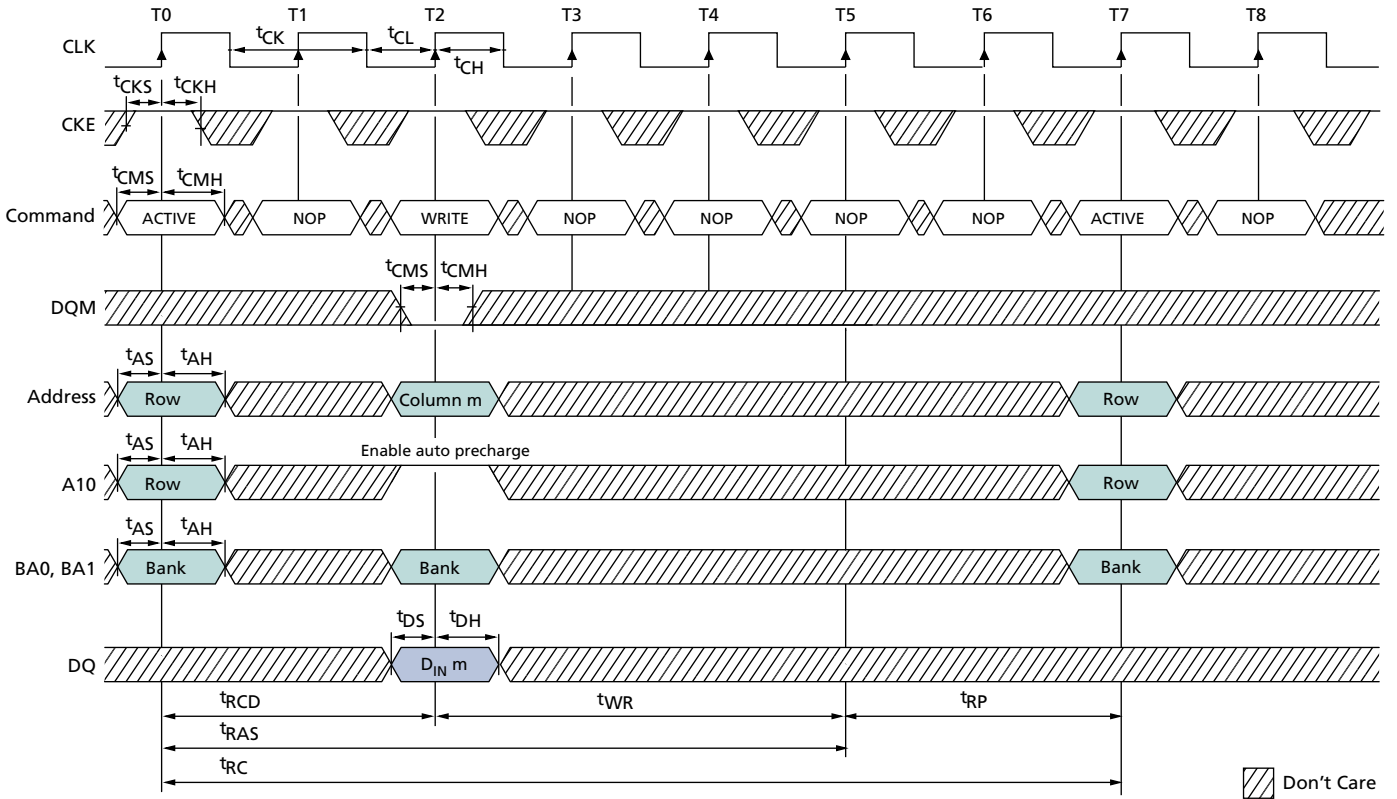 T0 T1 T2 T3 T4 T5 T6 T7 T8
CLK
tCK tCL
tCH
tCKS tCKH
CKE
tCMS tCMH
Command ACTIVE NOP WRITE NOP NOP NOP NOP ACTIVE NOP
tCMS tCMH
DQM
tAS tAH
Address Row Column m Row
tAS tAH Enable auto precharge
A10 Row Row
tAS tAH
BA0, BA1 Bank Bank Bank
tDS tDH
DQ DIN m
tRCD tWR tRP
tRAS
tRC
Don't Care